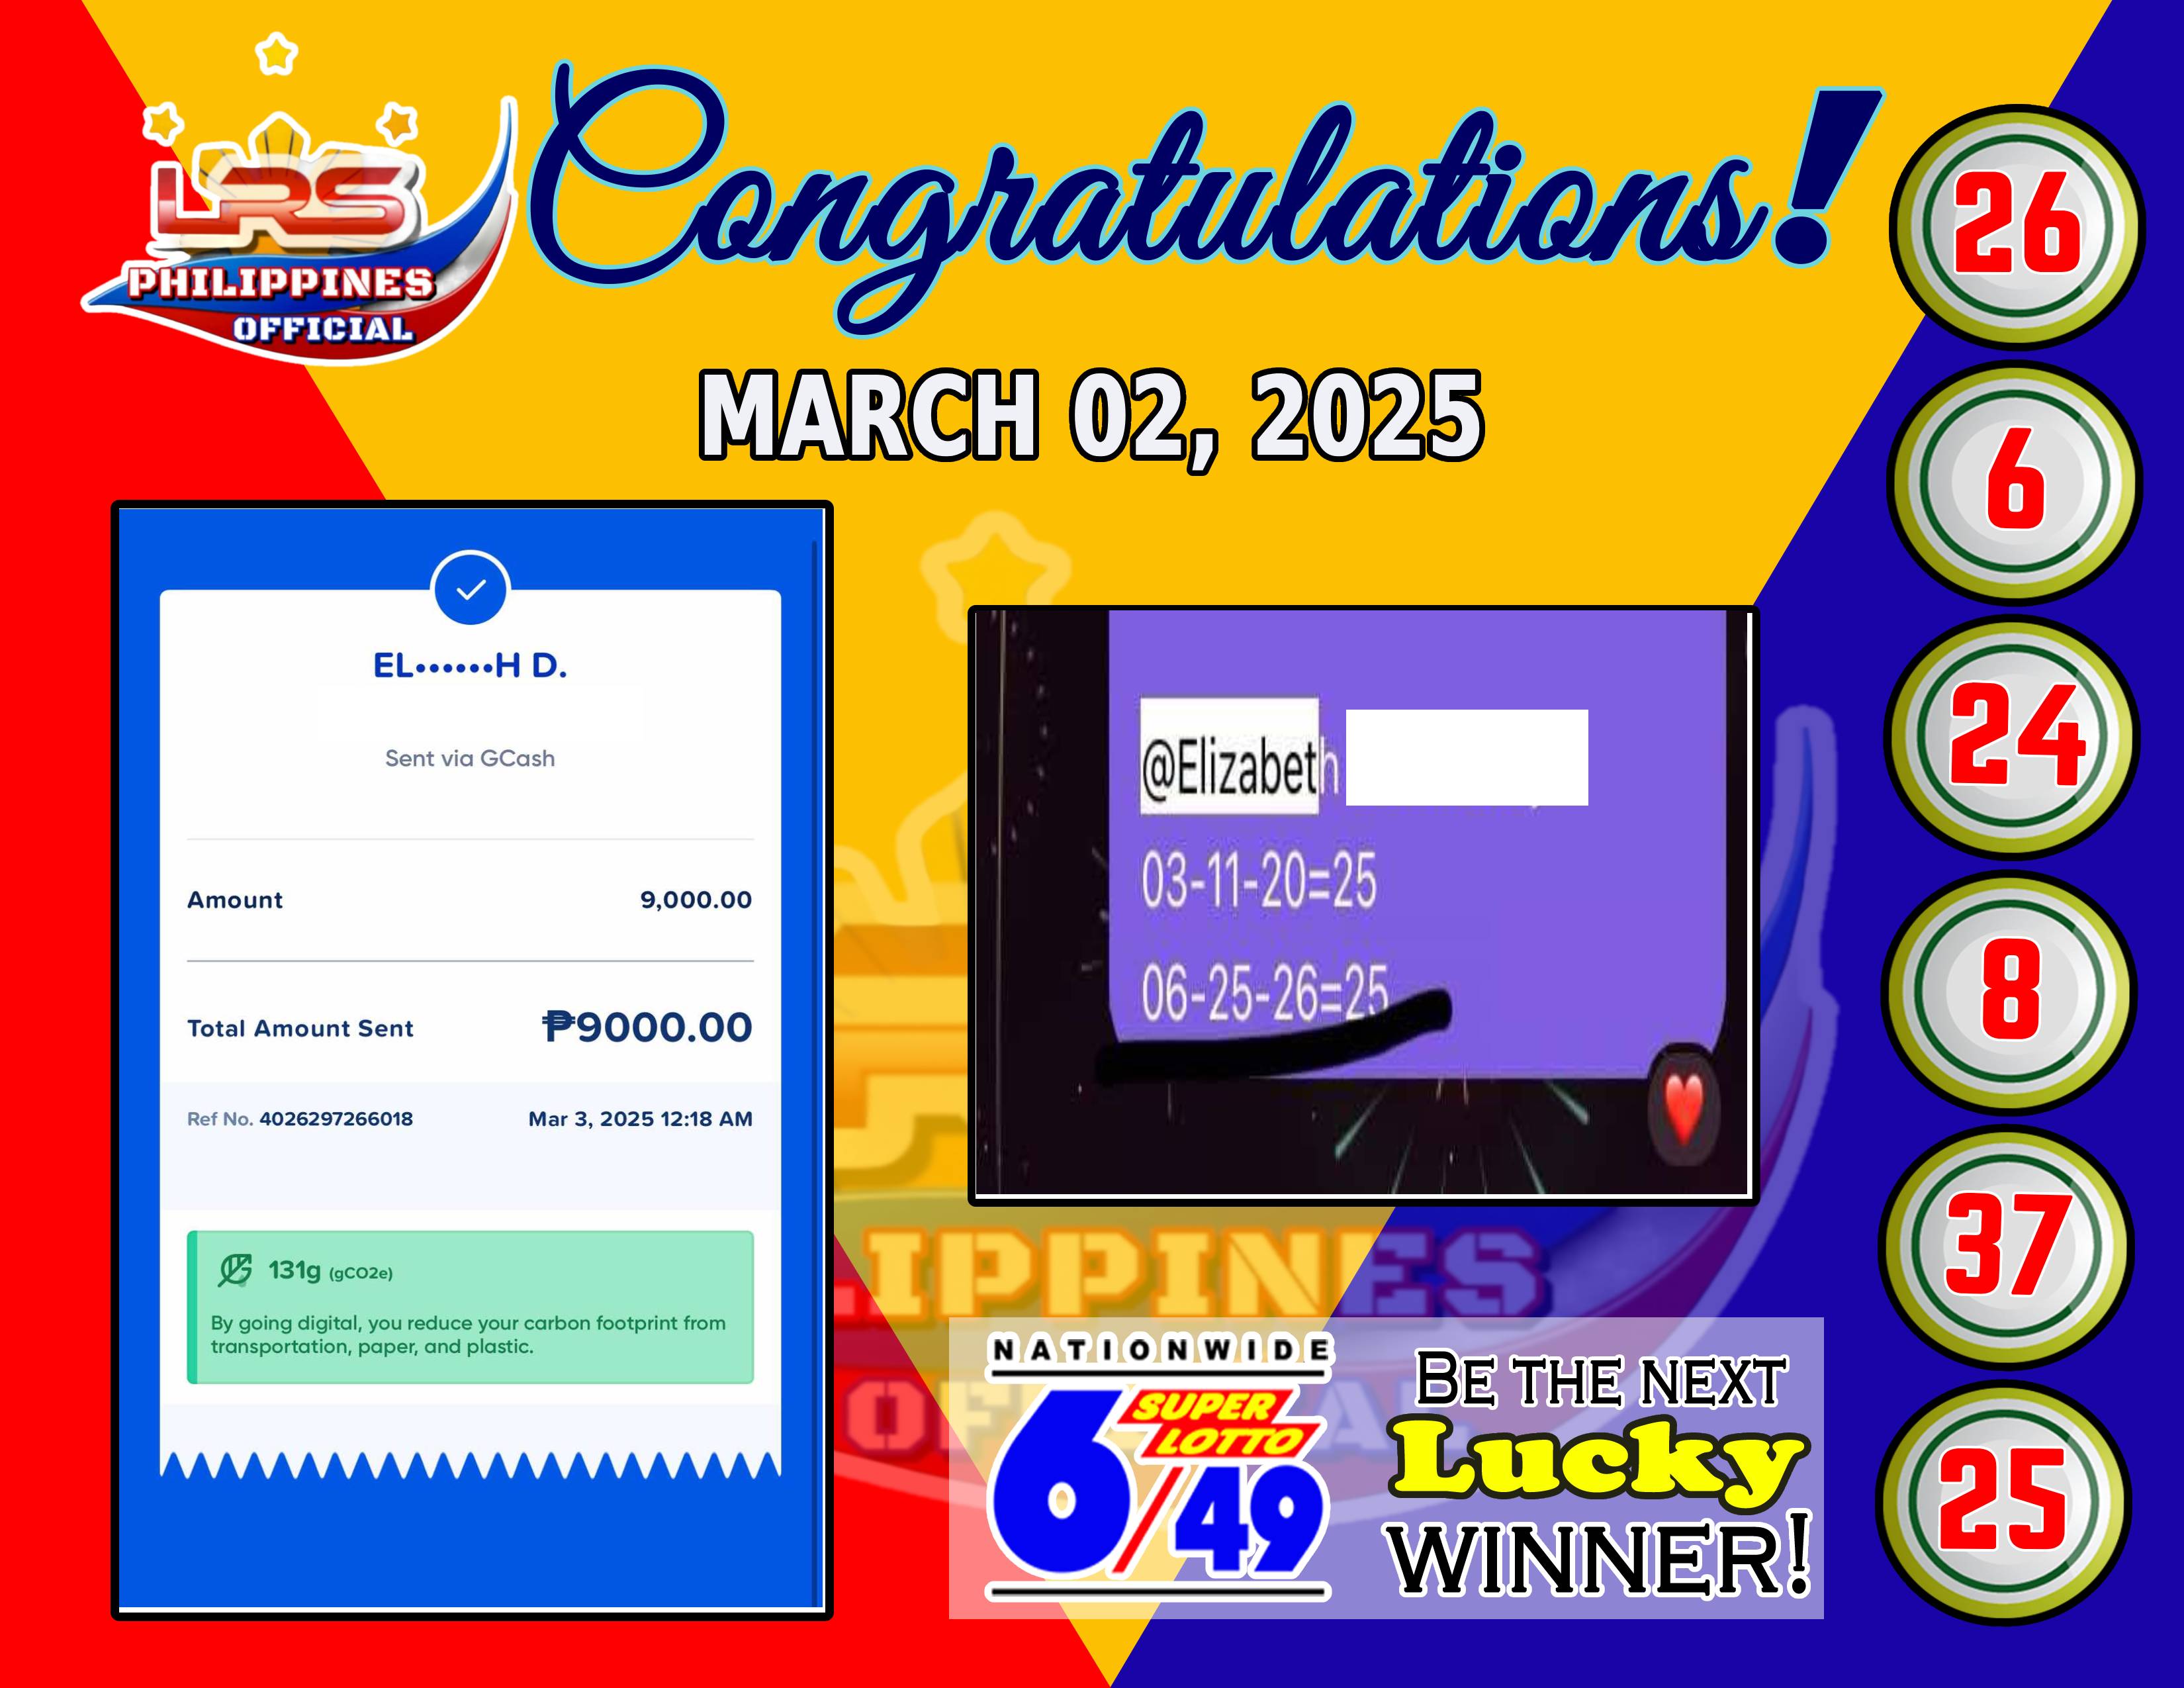 LRS
PHILIPPINES
OFFICIAL
Congratulations!
MARCH 02, 2025
EL••••••H D.
Sent via GCash
Amount 9,000.00
Total Amount Sent ₱9000.00
Ref No. 4026297266018 Mar 3, 2025 12:18 AM
131g (gCO2e)
By going digital, you reduce your carbon footprint from
transportation, paper, and plastic.
@Elizabeth
03-11-20=25
06-25-26=25
26
6
24
8
37
25
LIPPINES
NATIONWIDE
SUPER
LOTTO
6/49
BE THE NEXT
Lucky
WINNER!